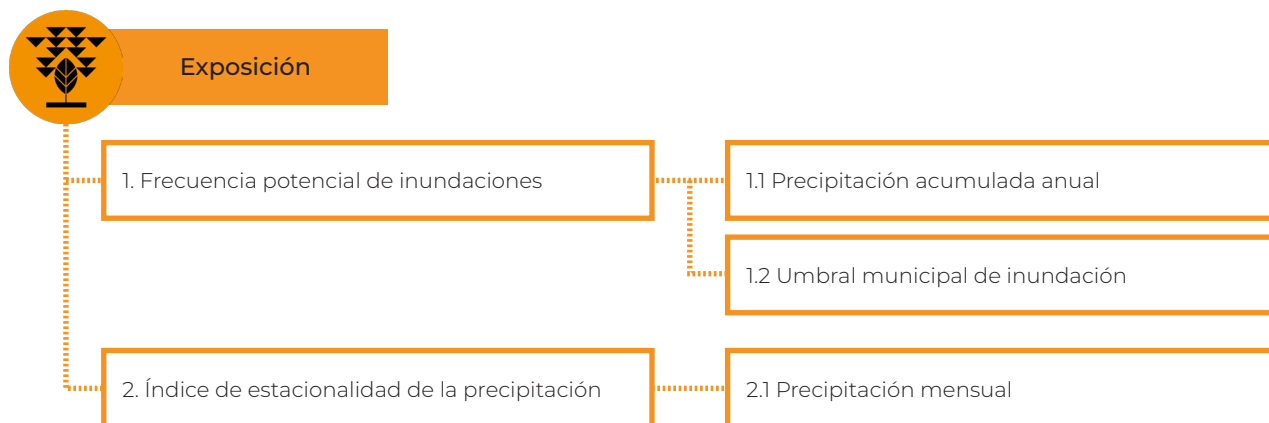 Exposición
1. Frecuencia potencial de inundaciones
1.1 Precipitación acumulada anual
1.2 Umbral municipal de inundación
2. Índice de estacionalidad de la precipitación
2.1 Precipitación mensual